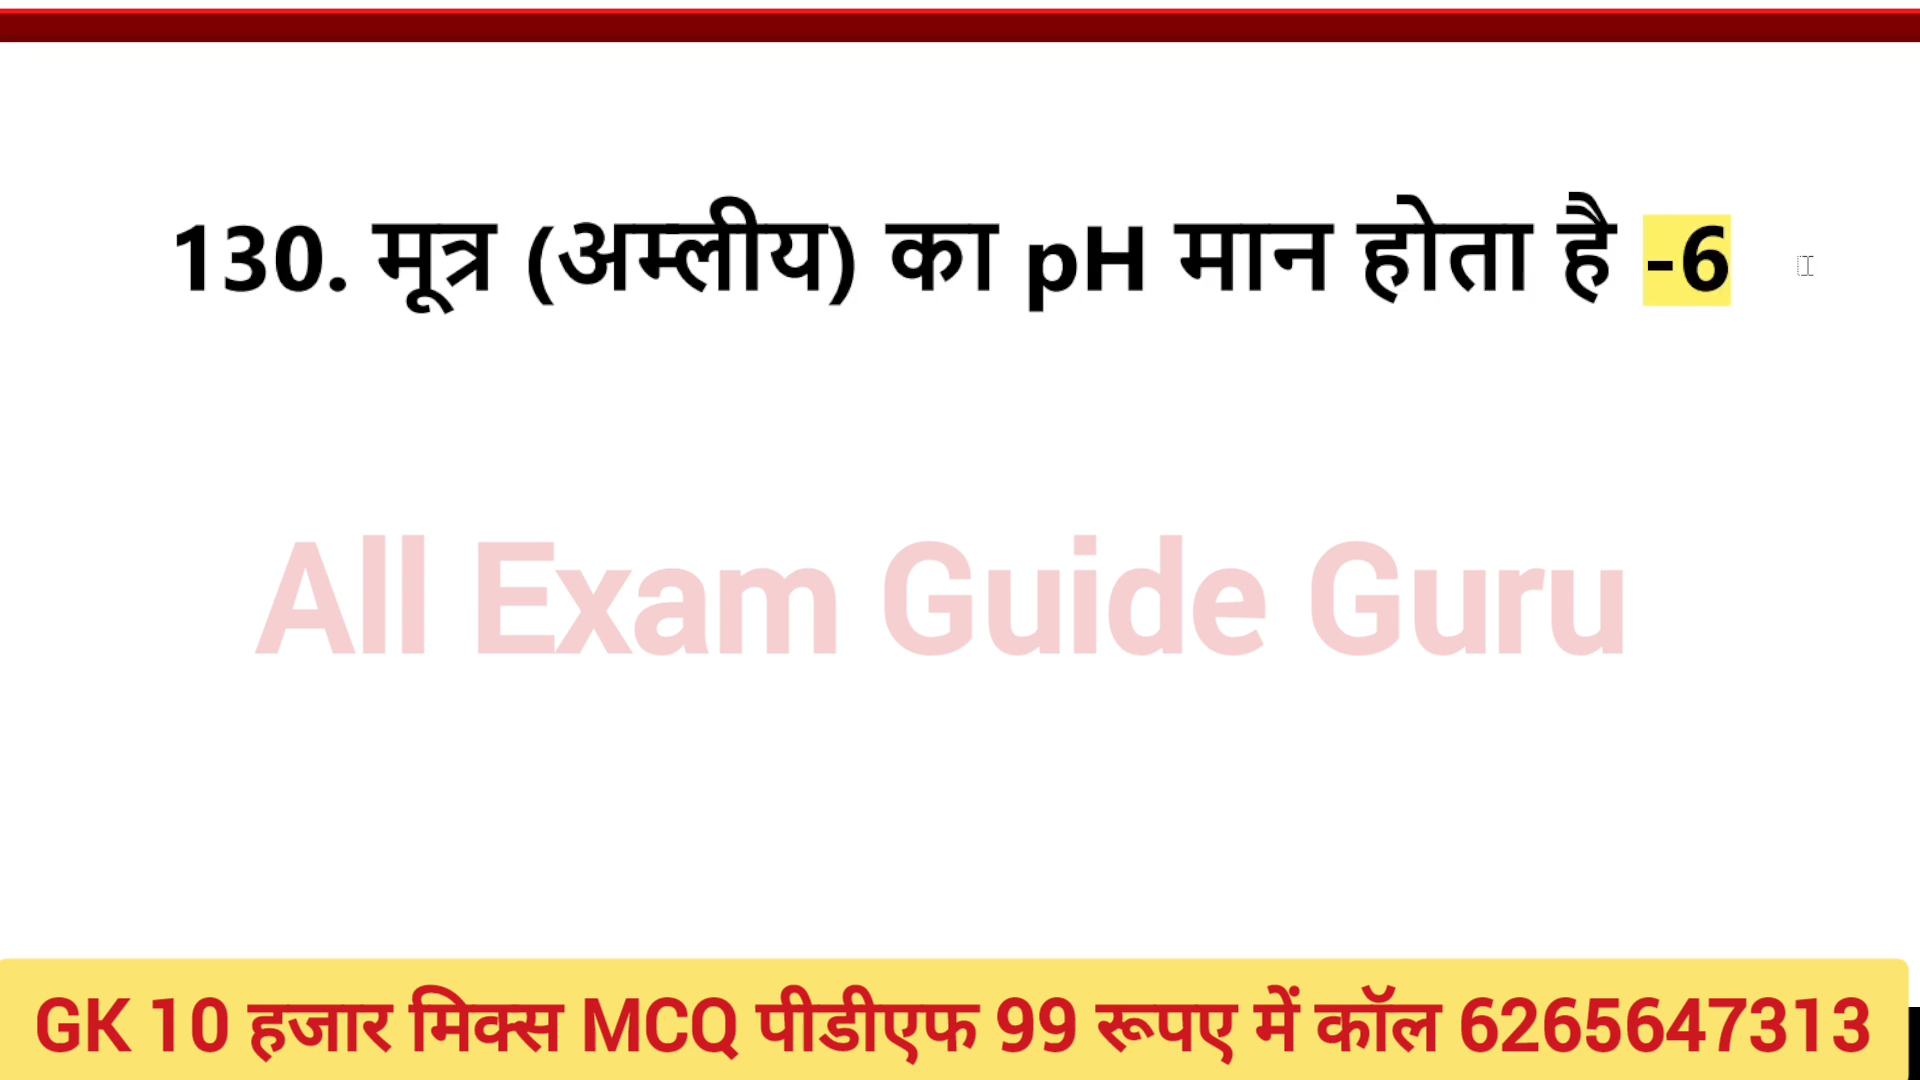 130. मूत्र (अम्लीय) का pH मान होता है -6
All Exam Guide Guru
GK 10 हजार मिक्स MCQ पीडीएफ 99 रूपए में कॉल 6265647313